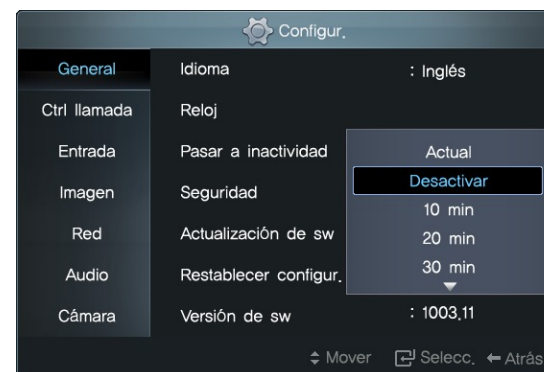 Configur.
General
Ctrl llamada
Entrada
Imagen
Red
Audio
Cámara
Idioma : Inglés
Reloj
Pasar a inactividad
Seguridad
Actualización de sw
Restablecer configur.
Versión de sw : 1003.11
Actual
Desactivar
10 min
20 min
30 min
Mover Selecc. Atrás